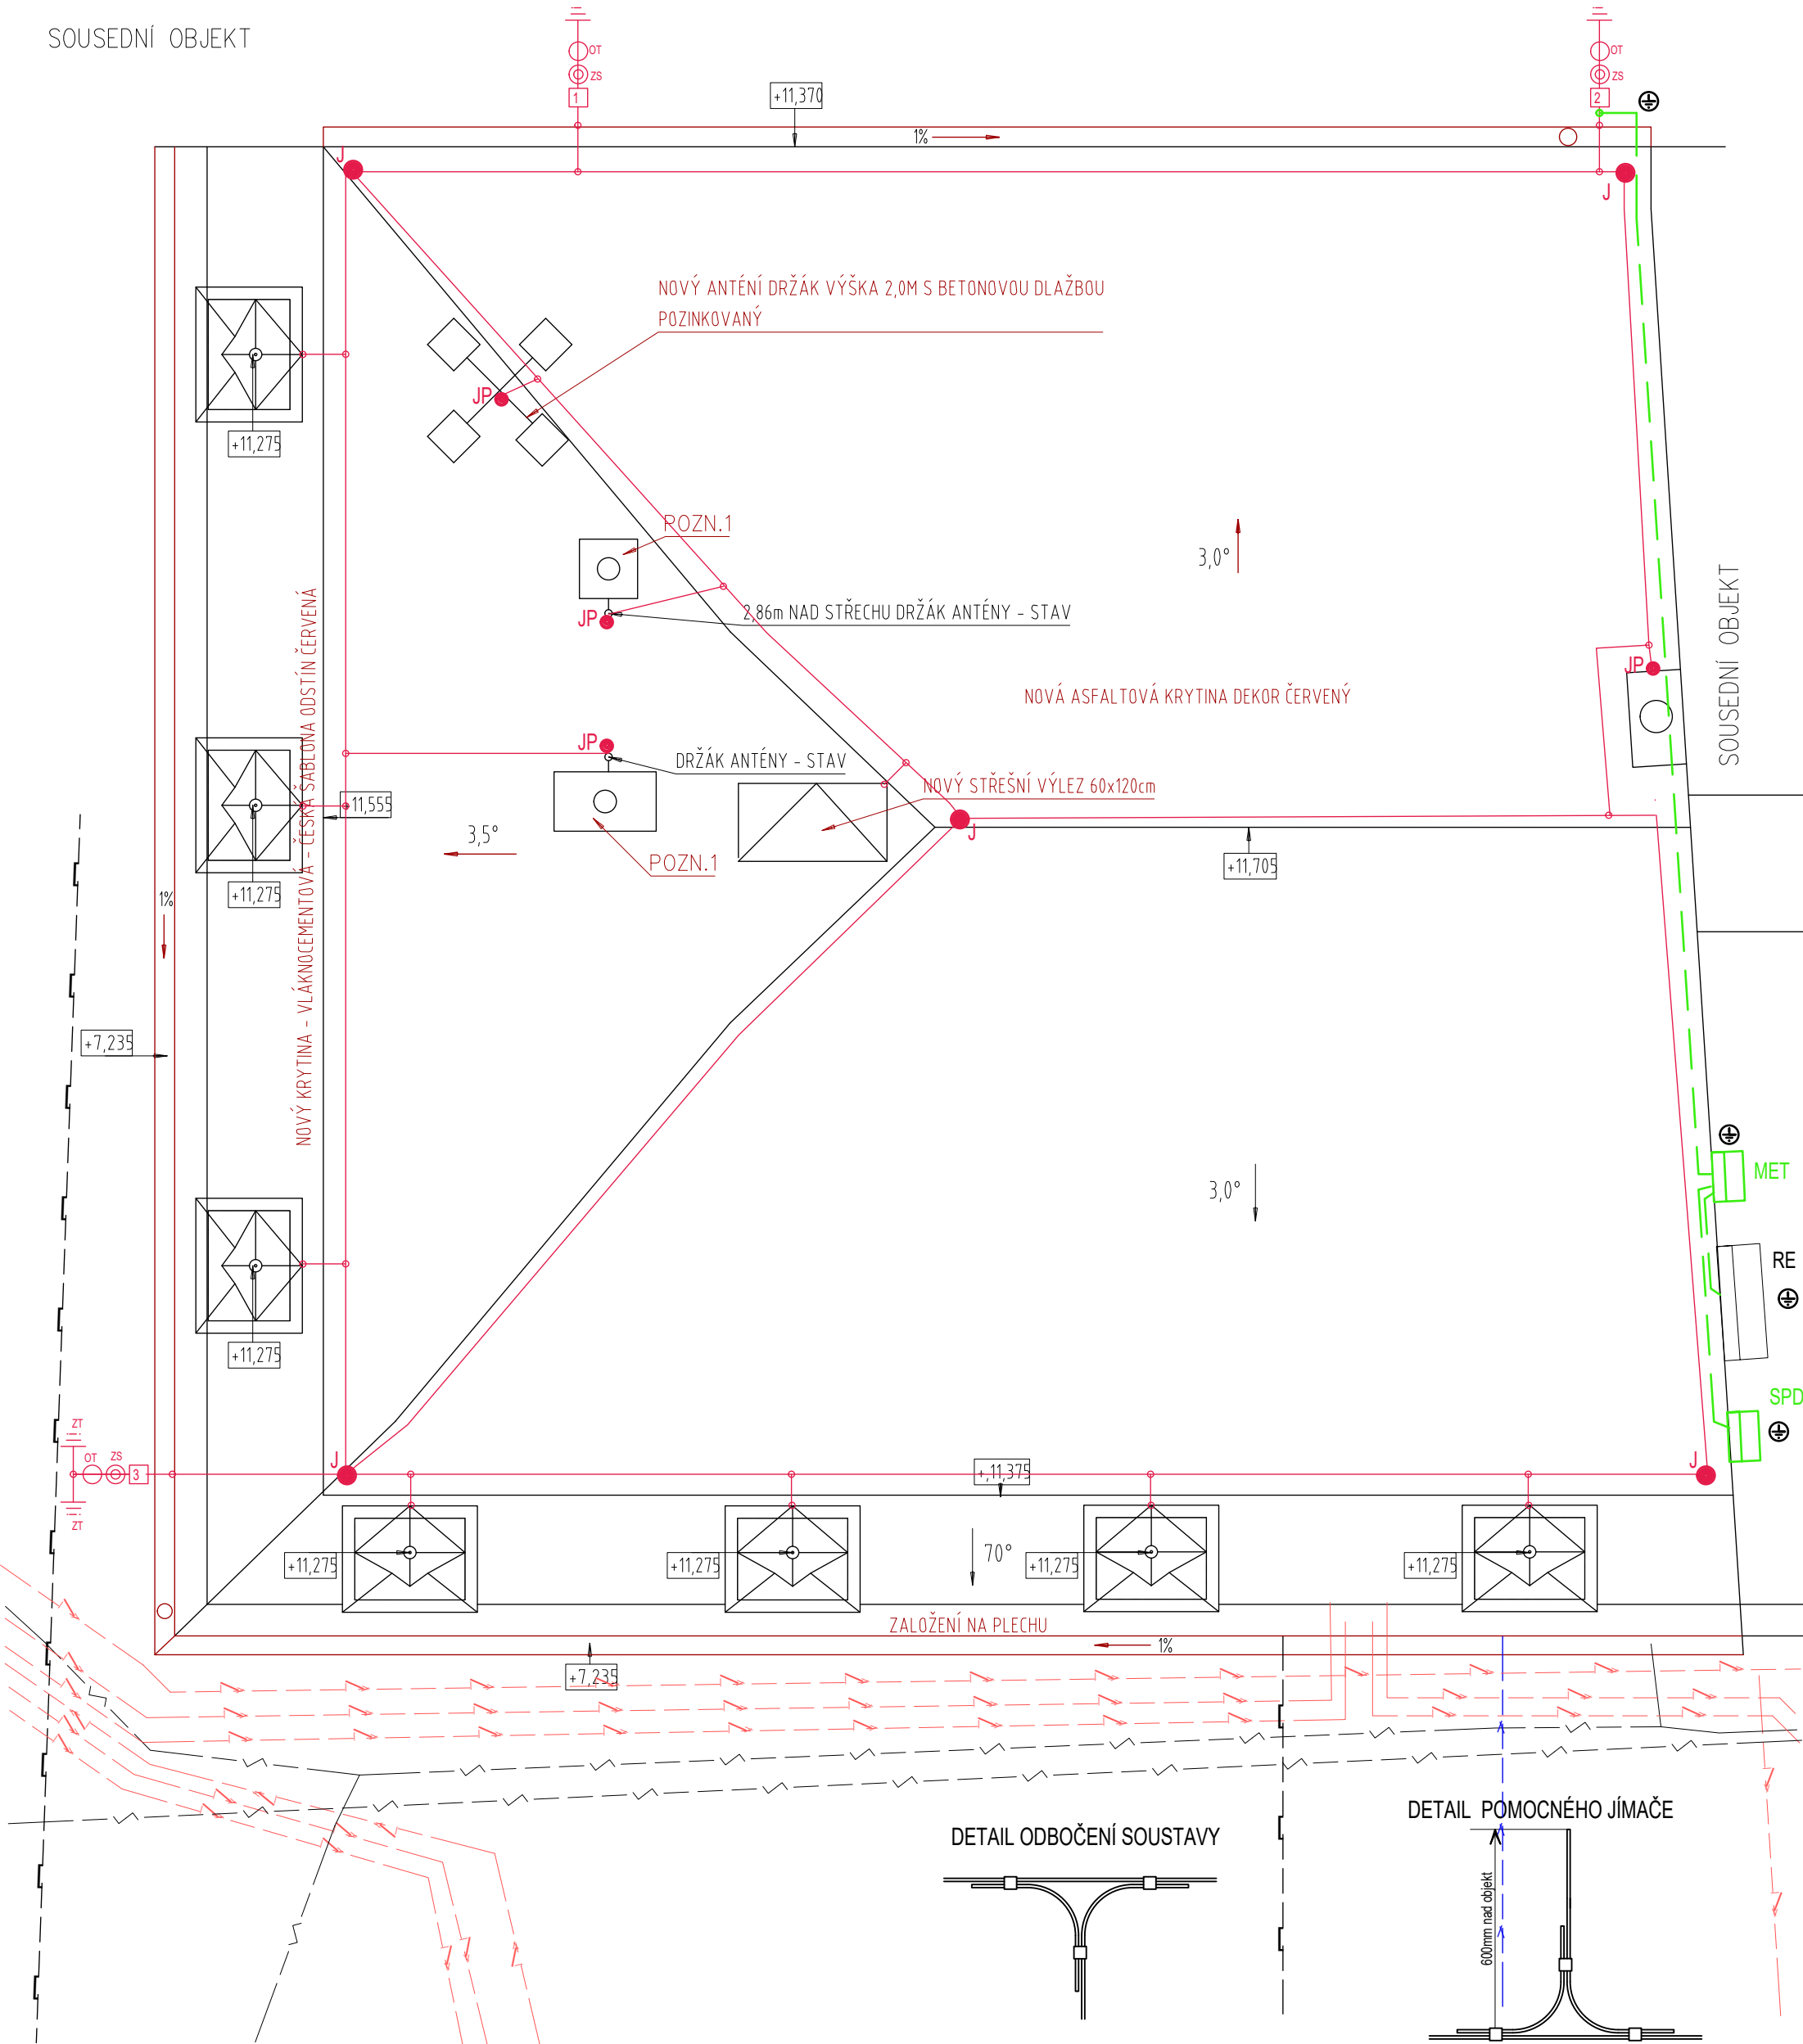 SOUSEDNÍ OBJEKT
OT
ZS
1
OT
ZS
2
+11,370
1%
J
J
NOVÝ ANTÉNÍ DRŽÁK VÝŠKA 2,0M S BETONOVOU DLAŽBOU
POZINKOVANÝ
JP
+11,275
POZN.1
3,0°
2,86m NAD STŘECHU DRŽÁK ANTÉNY - STAV
JP
SOUSEDNÍ OBJEKT
JP
NOVÁ ASFALTOVÁ KRYTINA DEKOR ČERVENÝ
JP
DRŽÁK ANTÉNY - STAV
NOVÝ STŘEŠNÍ VÝLEZ 60x120cm
11,555
3,5°
J
POZN.1
+11,705
+11,275
1%
NOVÝ KRYTINA - VLÁKNOCEMENTOVÁ - ČESKÁ ŠABLONA ODSTÍN ČERVENÁ
+7,235
MET
3,0°
RE
+11,275
SPD
ZT
OT
ZS
3
ZT
J
J
+,11,375
+11,275
+11,275
70°
+11,275
+11,275
ZALOŽENÍ NA PLECHU
1%
+7,235
DETAIL ODBOČENÍ SOUSTAVY
DETAIL POMOCNÉHO JÍMAČE
600mm nad objekt